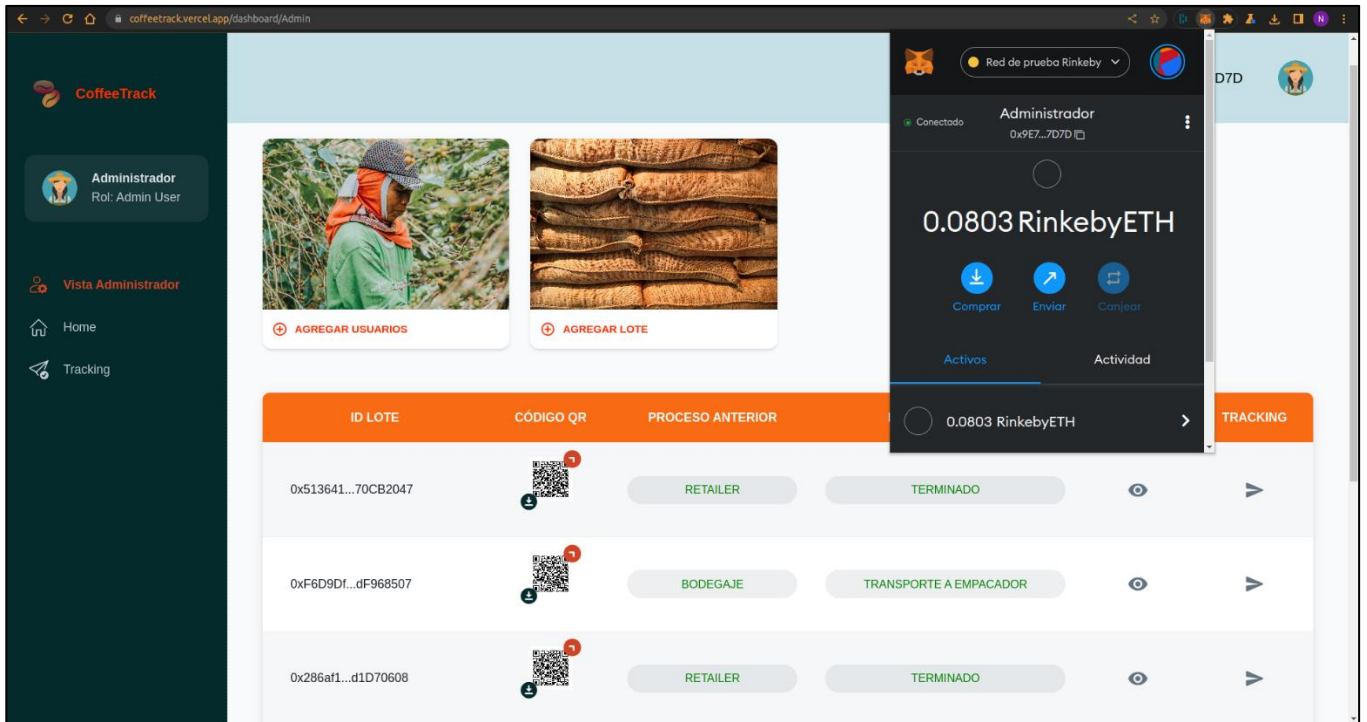 coffeetrack.vercel.app/dashboard/Admin
N
CoffeeTrack
Administrador
Rol: Admin User
Vista Administrador
Home
Tracking
AGREGAR USUARIOS
AGREGAR LOTE
D7D
Red de prueba Rinkeby
Conectado
Administrador
0x9E7...7D7D
0.0803 RinkebyETH
Comprar
Enviar
Canjear
Activos
Actividad
0.0803 RinkebyETH
ID LOTE
CÓDIGO QR
PROCESO ANTERIOR
TRACKING
0x513641...70CB2047
RETAILER
TERMINADO
0xF6D9Df...dF968507
BODEGAJE
TRANSPORTE A EMPACADOR
0x286af1...d1D70608
RETAILER
TERMINADO